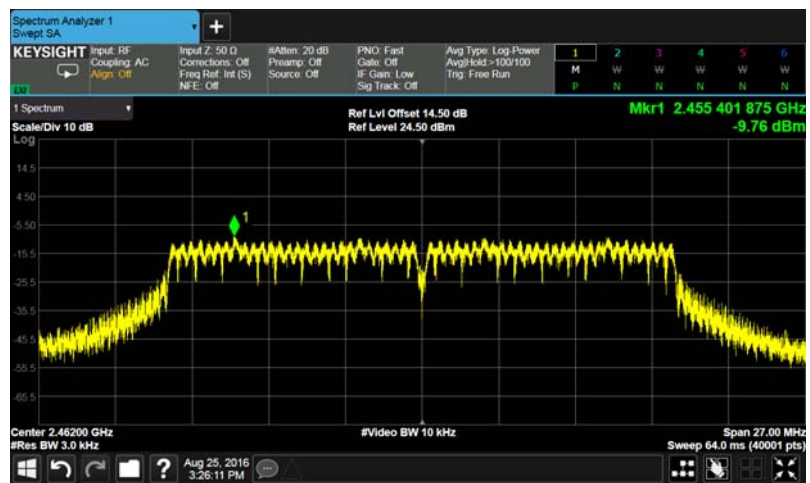 Spectrum Analyzer 1
Swept SA
+
KEYSIGHT
Input: RF
Coupling: AC
Align: Off
Input Z: 50 Ω
Corrections: Off
Freq Ref: Int (S)
NFE: Off
#Atten: 20 dB
Preamp: Off
Source: Off
PNO: Fast
Gate: Off
IF Gain: Low
Sig Track: Off
Avg Type: Log-Power
Avg|Hold:>100/100
Trig: Free Run
1 2 3 4 5 6
M W W W W W
P N N N N N
LXI
1 Spectrum
Scale/Div 10 dB
Log
Ref Lvl Offset 14.50 dB
Ref Level 24.50 dBm
Mkr1 2.455 401 875 GHz
-9.76 dBm
14.5
4.50
-5.50
-15.5
-25.5
-35.5
-45.5
-55.5
-65.5
1
Center 2.46200 GHz
#Res BW 3.0 kHz
#Video BW 10 kHz
Span 27.00 MHz
Sweep 64.0 ms (40001 pts)
?
Aug 25, 2016
3:26:11 PM